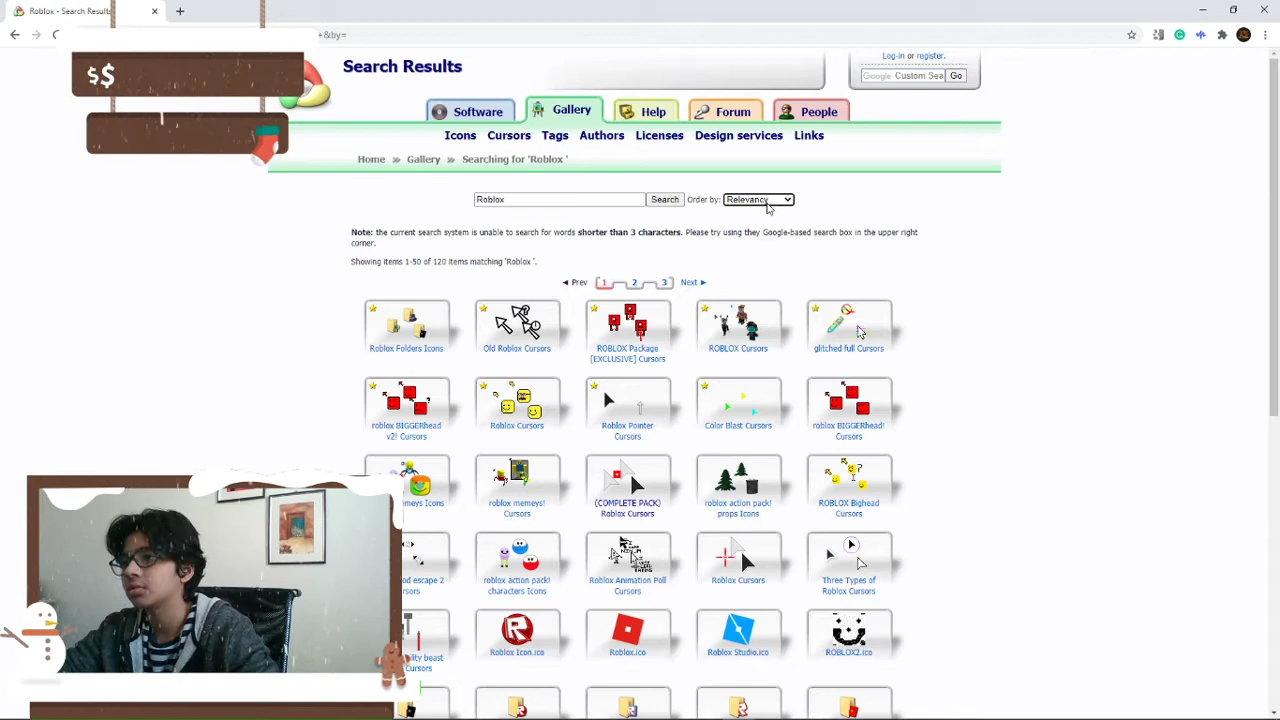 Roblox - Search Results
&by=
$$
Search Results
Log-in or register.
Google Custom Sea Go
Software Gallery Help Forum People
Icons Cursors Tags Authors Licenses Design services Links
Home » Gallery » Searching for 'Roblox '
Roblox Search Order by: Relevancy
Note: the current search system is unable to search for words shorter than 3 characters. Please try using they Google-based search box in the upper right
corner.
Showing items 1-50 of 120 items matching 'Roblox '.
◄ Prev 1 2 3 Next ►
Roblox Folders Icons
Old Roblox Cursors
ROBLOX Package
[EXCLUSIVE] Cursors
ROBLOX Cursors
glitched full Cursors
roblox BIGGERhead
v2! Cursors
Roblox Cursors
Roblox Pointer
Cursors
Color Blast Cursors
roblox BIGGERhead!
Cursors
memeys Icons
roblox memeys!
Cursors
(COMPLETE PACK)
Roblox Cursors
roblox action pack!
props Icons
ROBLOX Bighead
Cursors
escape 2
Cursors
roblox action pack!
characters Icons
Roblox Animation Poll
Cursors
Roblox Cursors
Three Types of
Roblox Cursors
beast
Cursors
Roblox Icon.ico
Roblox.ico
Roblox Studio.ico
ROBLOX2.ico